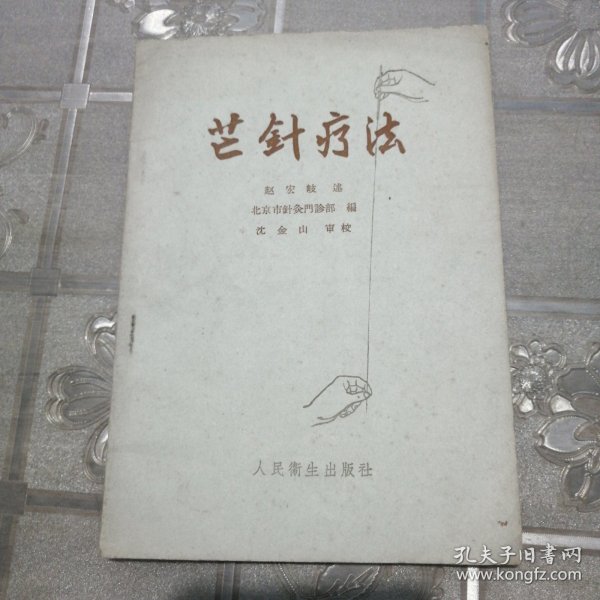 芒針疗法
赵宏岐 述
北京市針灸門診部 編
沈金山 审校
人民衛生出版社
孔夫子旧书网
www.kongfz.com